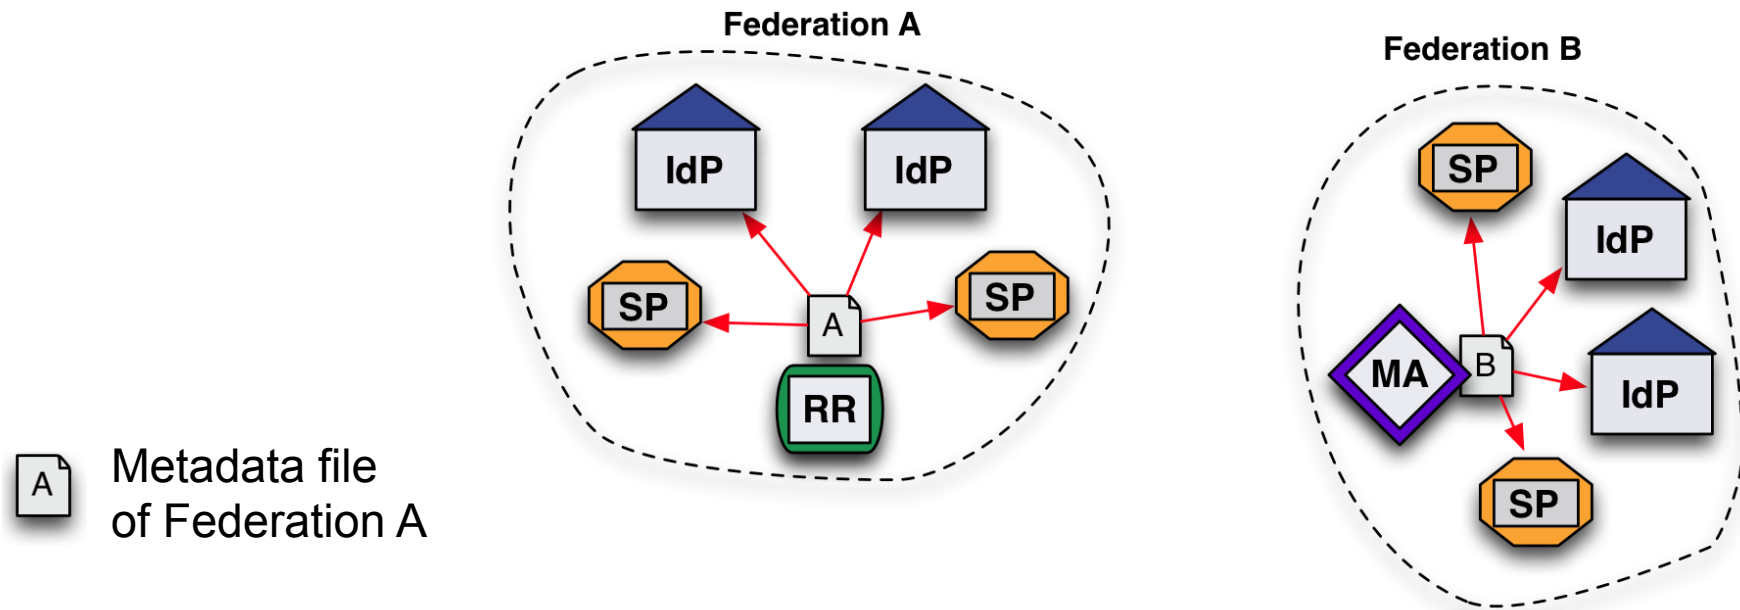 Federation A
Federation B
IdP
IdP
SP
IdP
SP
SP
A
MA
B
IdP
RR
SP
A
Metadata file
of Federation A